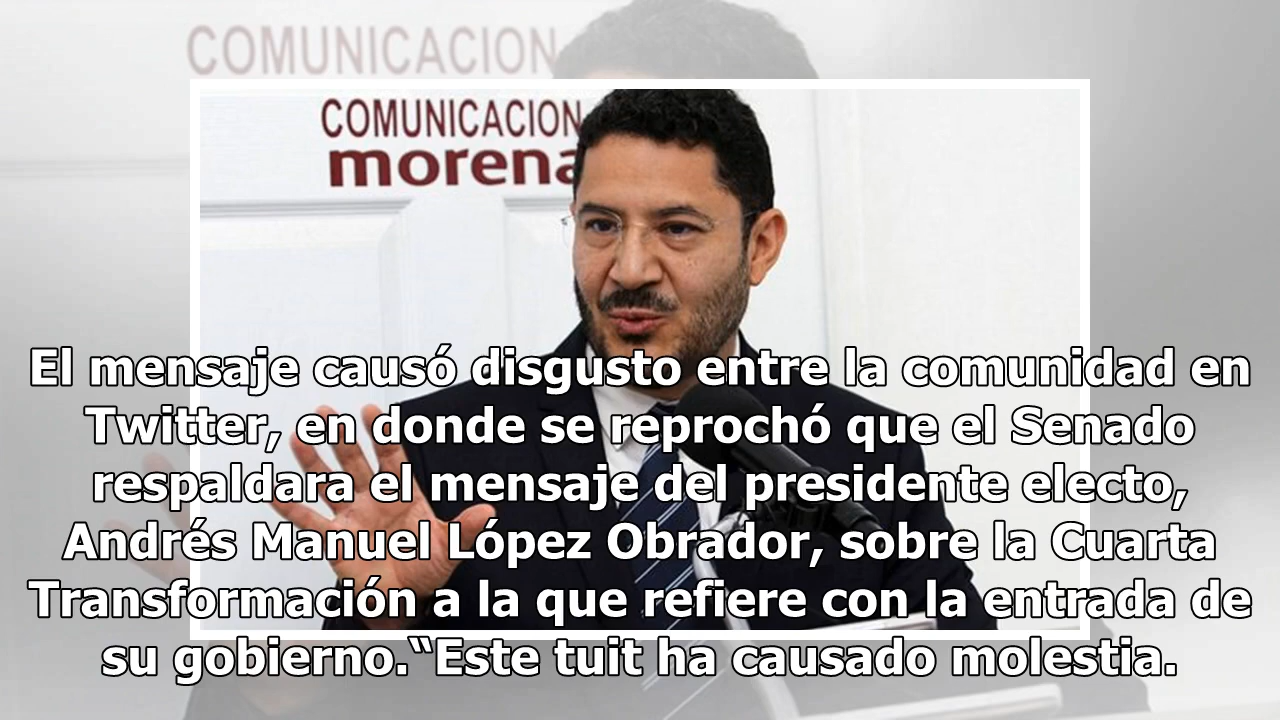 COMUNICACION
COMUNICACION
morena
El mensaje causó disgusto entre la comunidad en
Twitter, en donde se reprochó que el Senado
respaldara el mensaje del presidente electo,
Andrés Manuel López Obrador, sobre la Cuarta
Transformación a la que refiere con la entrada de
su gobierno.“Este tuit ha causado molestia.